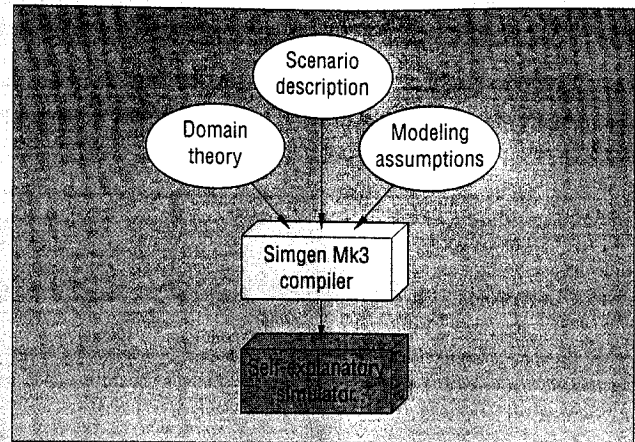 Scenario
description
Domain
theory
Modeling
assumptions
Simgen Mk3
compiler
Self-explanatory
simulator